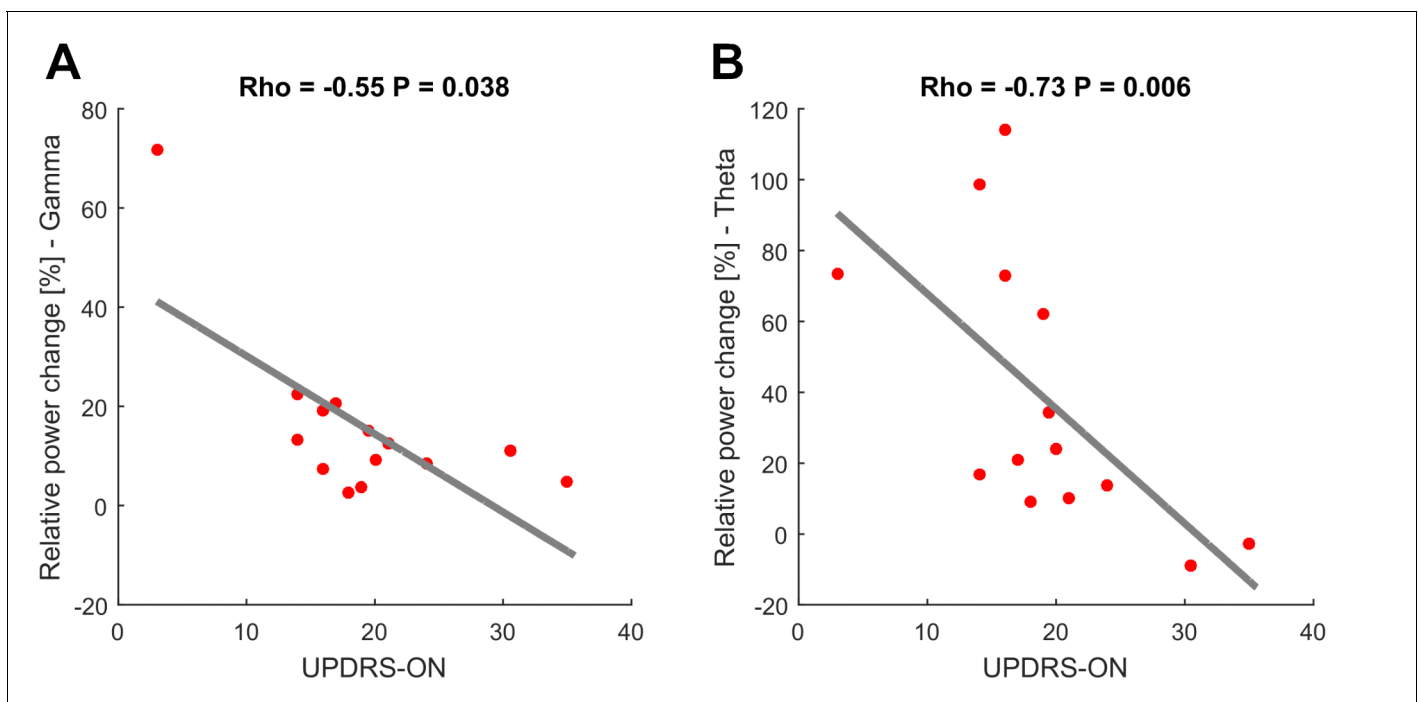 A
Rho = -0.55 P = 0.038
Relative power change [%] - Gamma
80
60
40
20
0
-20
0 10 20 30 40
UPDRS-ON
B
Rho = -0.73 P = 0.006
Relative power change [%] - Theta
120
100
80
60
40
20
0
-20
0 10 20 30 40
UPDRS-ON